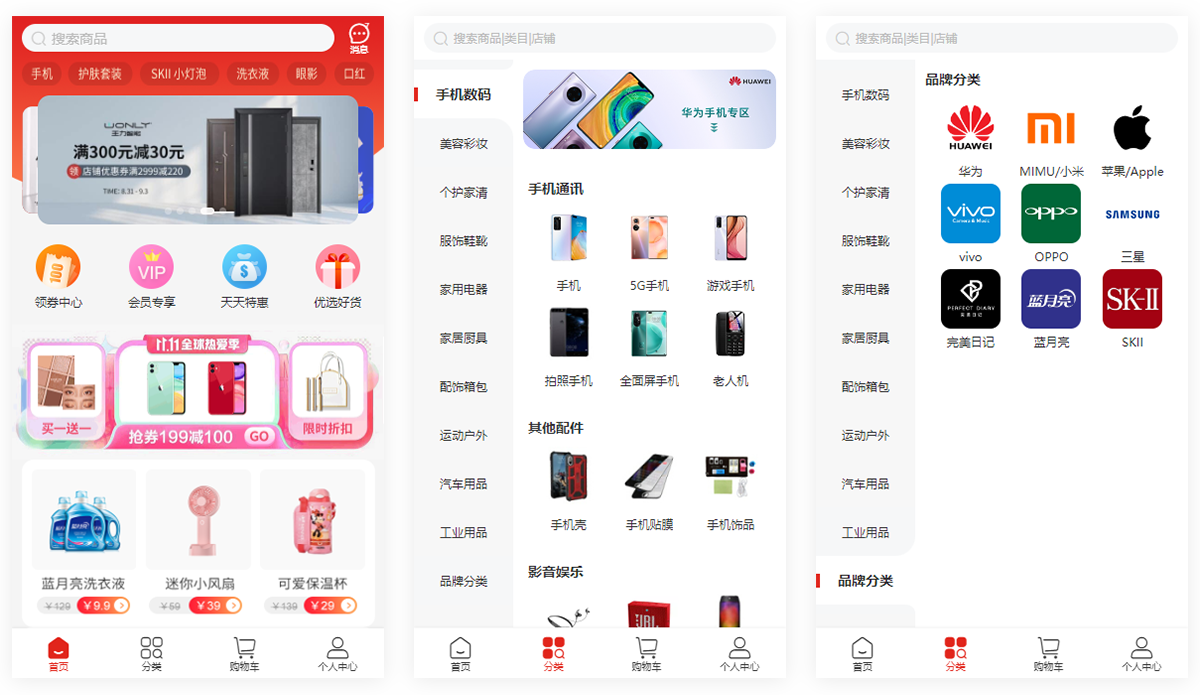 搜索商品
消息
手机 护肤套装 SKII 小灯泡 洗衣液 眼影 口红
WONLY
王力智能
满300元减30元
领 店铺优惠券满2999减220
TIME: 8.31 - 9.3
100 VIP $
领券中心 会员专享 天天特惠 优选好货
11.11全球热爱季
买一送一 抢券199减100 GO 限时折扣
蓝月亮洗衣液 迷你小风扇 可爱保温杯
¥129 ¥9.9 ¥59 ¥39 ¥139 ¥29
首页 分类 购物车 个人中心
搜索商品|类目|店铺
手机数码
美容彩妆
个护家清
服饰鞋靴
家用电器
家居厨具
配饰箱包
运动户外
汽车用品
工业用品
品牌分类
HUAWEI
华为手机专区
手机通讯
手机 5G手机 游戏手机
拍照手机 全面屏手机 老人机
其他配件
手机壳 手机贴膜 手机饰品
影音娱乐
JBL
首页 分类 购物车 个人中心
搜索商品|类目|店铺
手机数码
美容彩妆
个护家清
服饰鞋靴
家用电器
家居厨具
配饰箱包
运动户外
汽车用品
工业用品
品牌分类
品牌分类
HUAWEI
华为 MIMU/小米 苹果/Apple
vivo oppo SAMSUNG
Camera & Music
vivo OPPO 三星
PERFECT DIARY 蓝月亮 SK-II
完美日记
完美日记 蓝月亮 SKII
首页 分类 购物车 个人中心